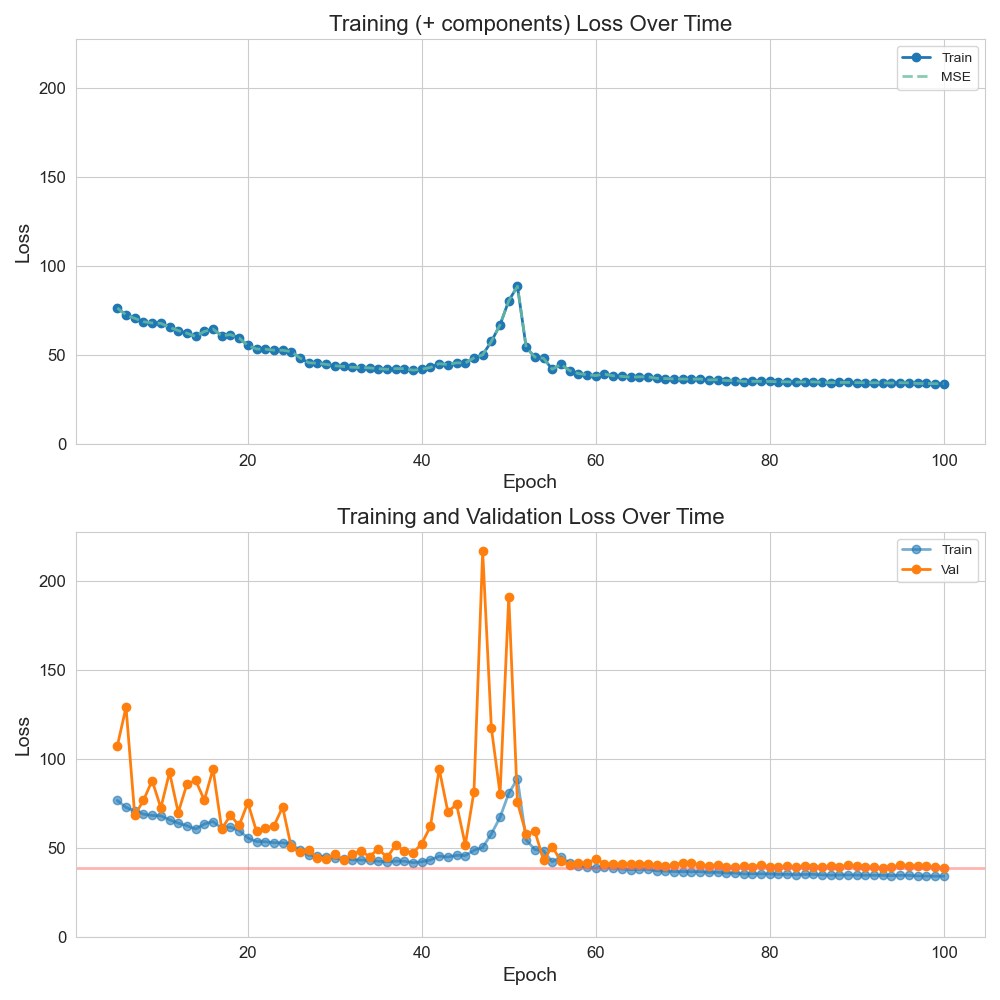 Training (+ components) Loss Over Time
Train
MSE
200
150
100
50
0
Loss
20 40 60 80 100
Epoch
Training and Validation Loss Over Time
Train
Val
200
150
100
50
0
Loss
20 40 60 80 100
Epoch